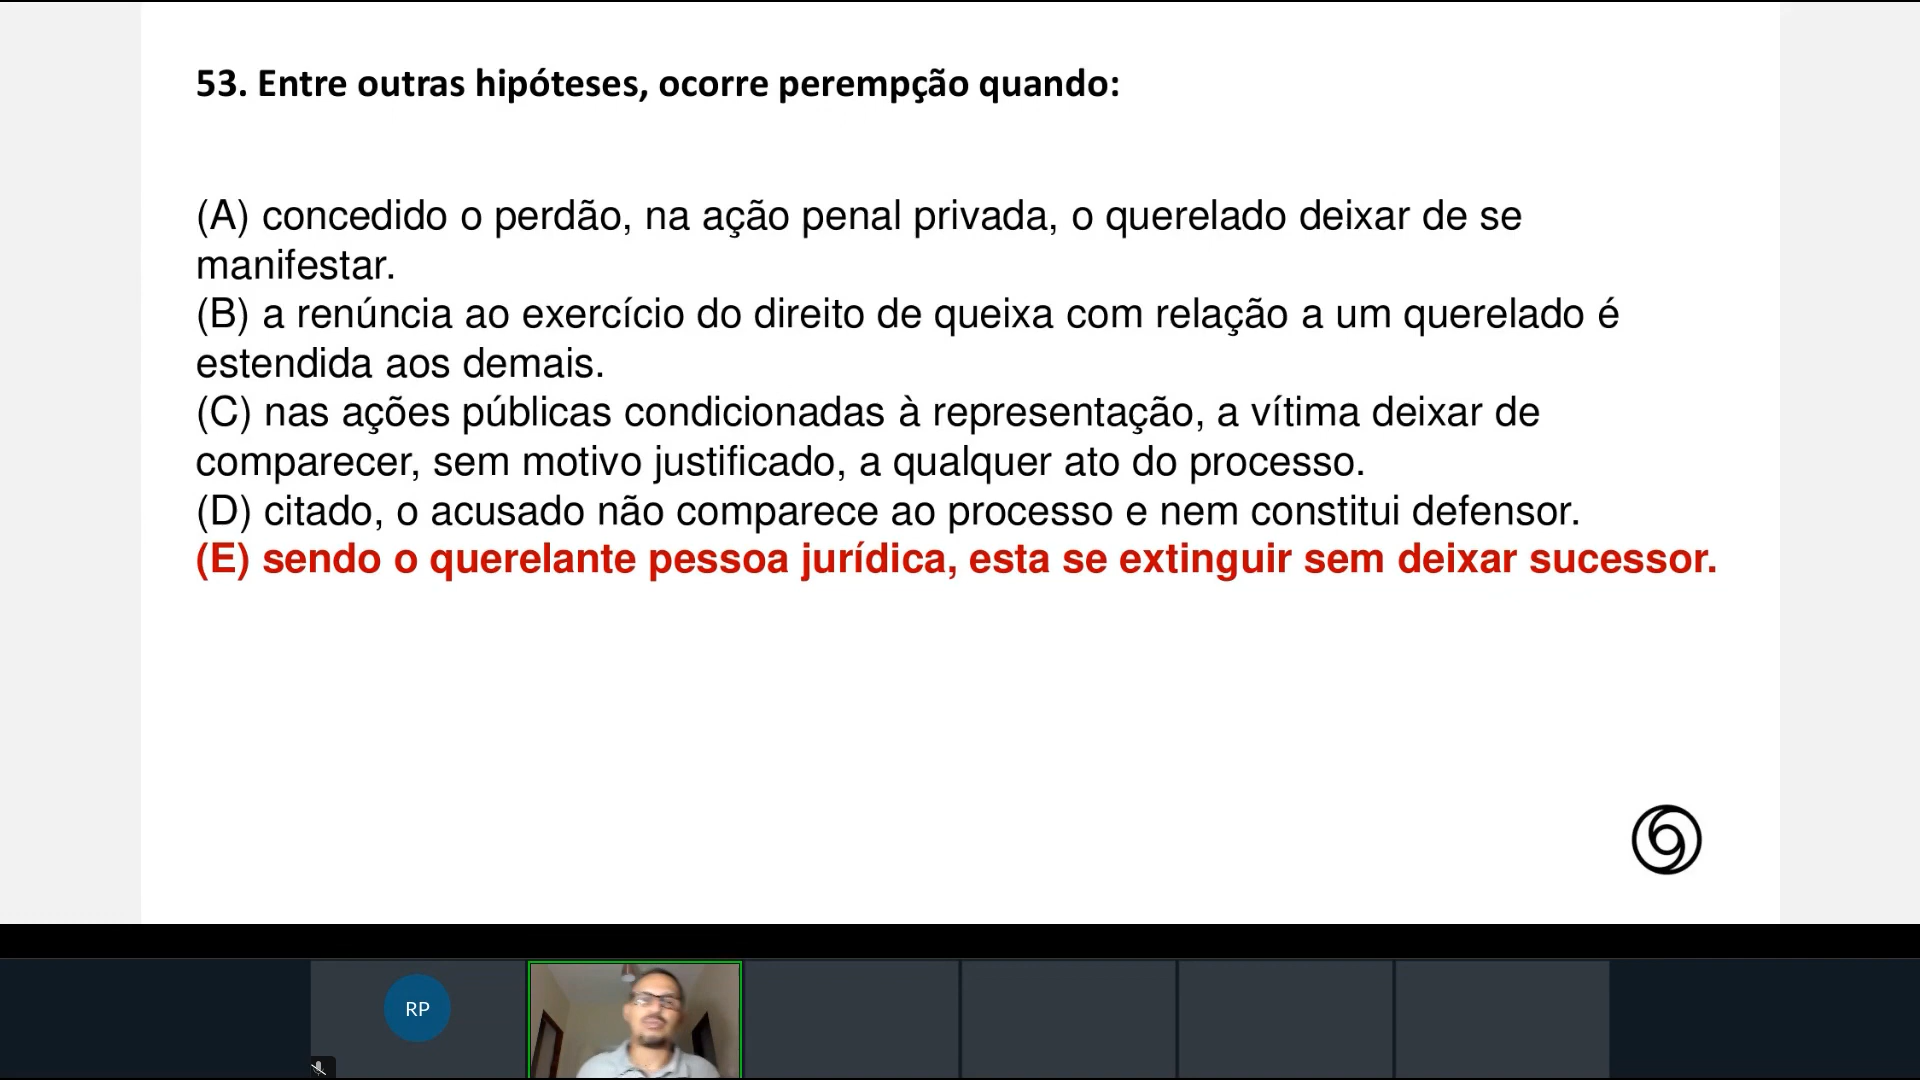 53. Entre outras hipóteses, ocorre perempção quando:
(A) concedido o perdão, na ação penal privada, o querelado deixar de se
manifestar.
(B) a renúncia ao exercício do direito de queixa com relação a um querelado é
estendida aos demais.
(C) nas ações públicas condicionadas à representação, a vítima deixar de
comparecer, sem motivo justificado, a qualquer ato do processo.
(D) citado, o acusado não comparece ao processo e nem constitui defensor.
(E) sendo o querelante pessoa jurídica, esta se extinguir sem deixar sucessor.
RP